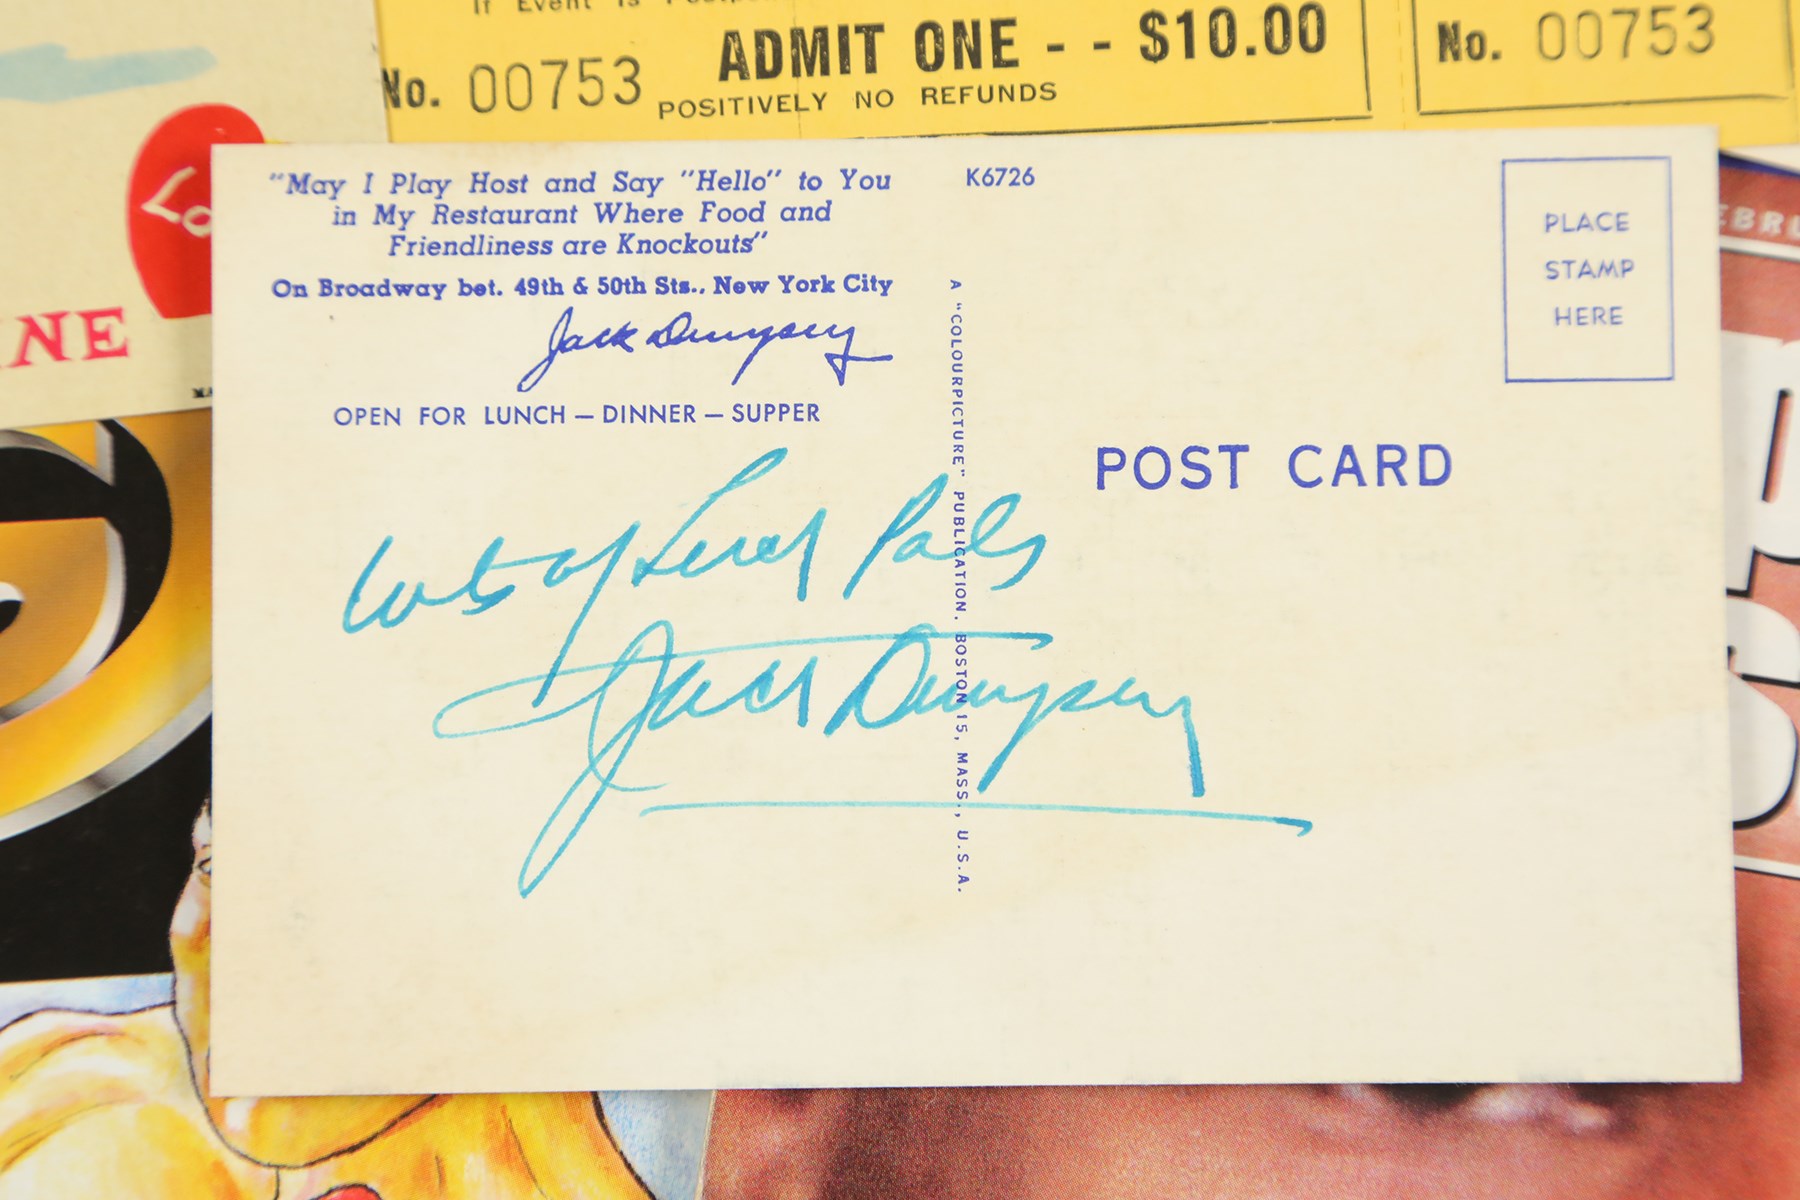 If Event Is
No. 00753
ADMIT ONE - - $10.00
POSITIVELY NO REFUNDS
No. 00753
Lo
NE
"May I Play Host and Say "Hello" to You
in My Restaurant Where Food and
Friendliness are Knockouts"
On Broadway bet. 49th & 50th Sts., New York City
Jack Dempsey
OPEN FOR LUNCH — DINNER — SUPPER
K6726
A "COLOURPICTURE" PUBLICATION. BOSTON 15, MASS., U.S.A.
PLACE
STAMP
HERE
POST CARD
Lots of Luck Pals
Jack Dempsey
EBRU